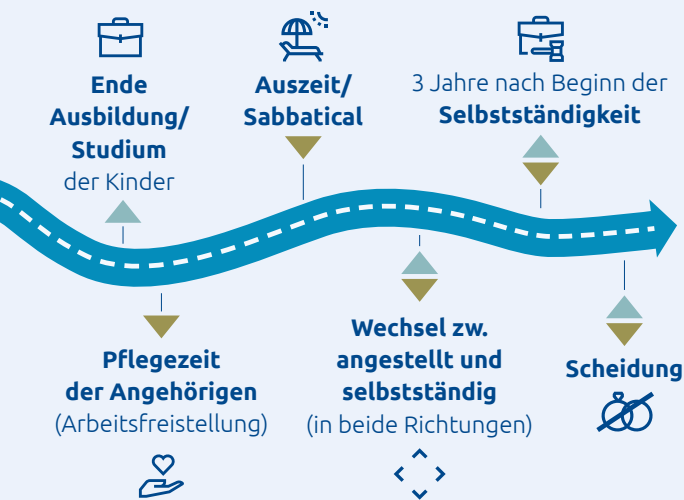 Ende
Ausbildung/
Studium
der Kinder
Auszeit/
Sabbatical
3 Jahre nach Beginn der
Selbstständigkeit
Pflegezeit
der Angehörigen
(Arbeitsfreistellung)
Wechsel zw.
angestellt und
selbstständig
(in beide Richtungen)
Scheidung